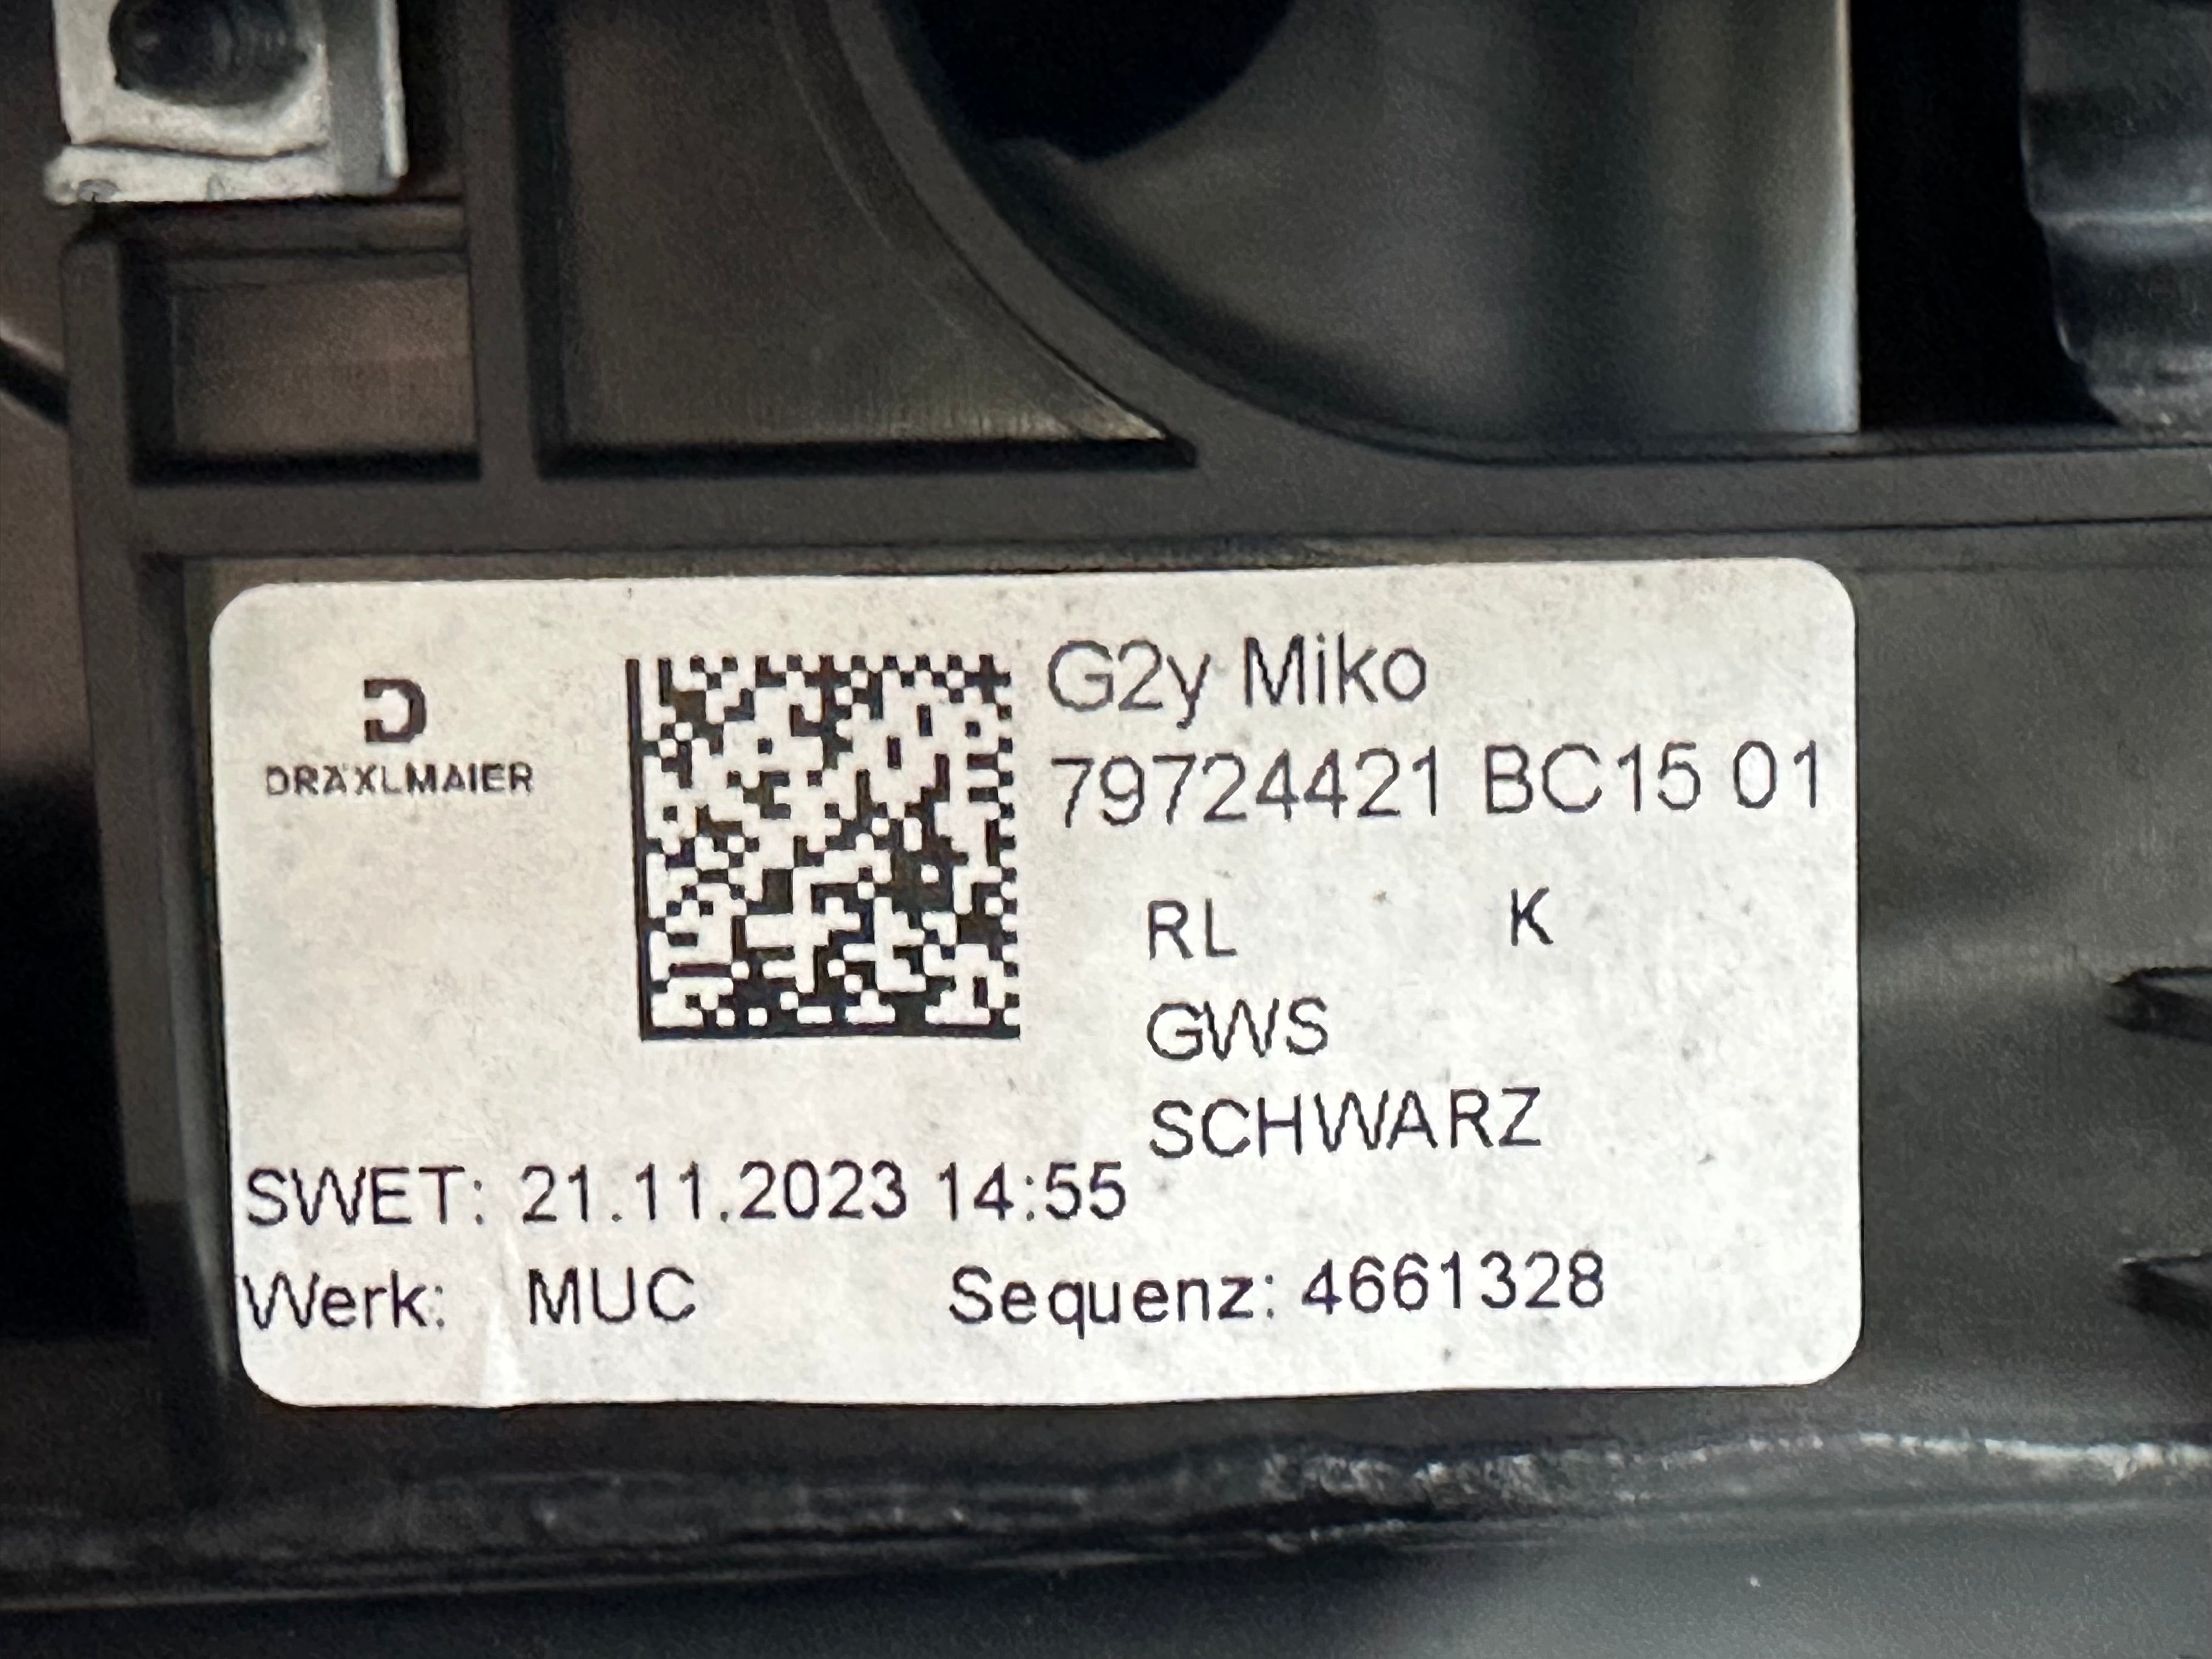 DRÄXLMAIER
G2y Miko
79724421 BC15 01
RL K
GWS
SCHWARZ
SWET: 21.11.2023 14:55
Werk: MUC Sequenz: 4661328